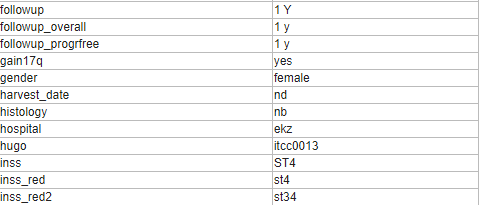 followup 1 Y
followup_overall 1 y
followup_progrfree 1 y
gain17q yes
gender female
harvest_date nd
histology nb
hospital ekz
hugo itcc0013
inss ST4
inss_red st4
inss_red2 st34